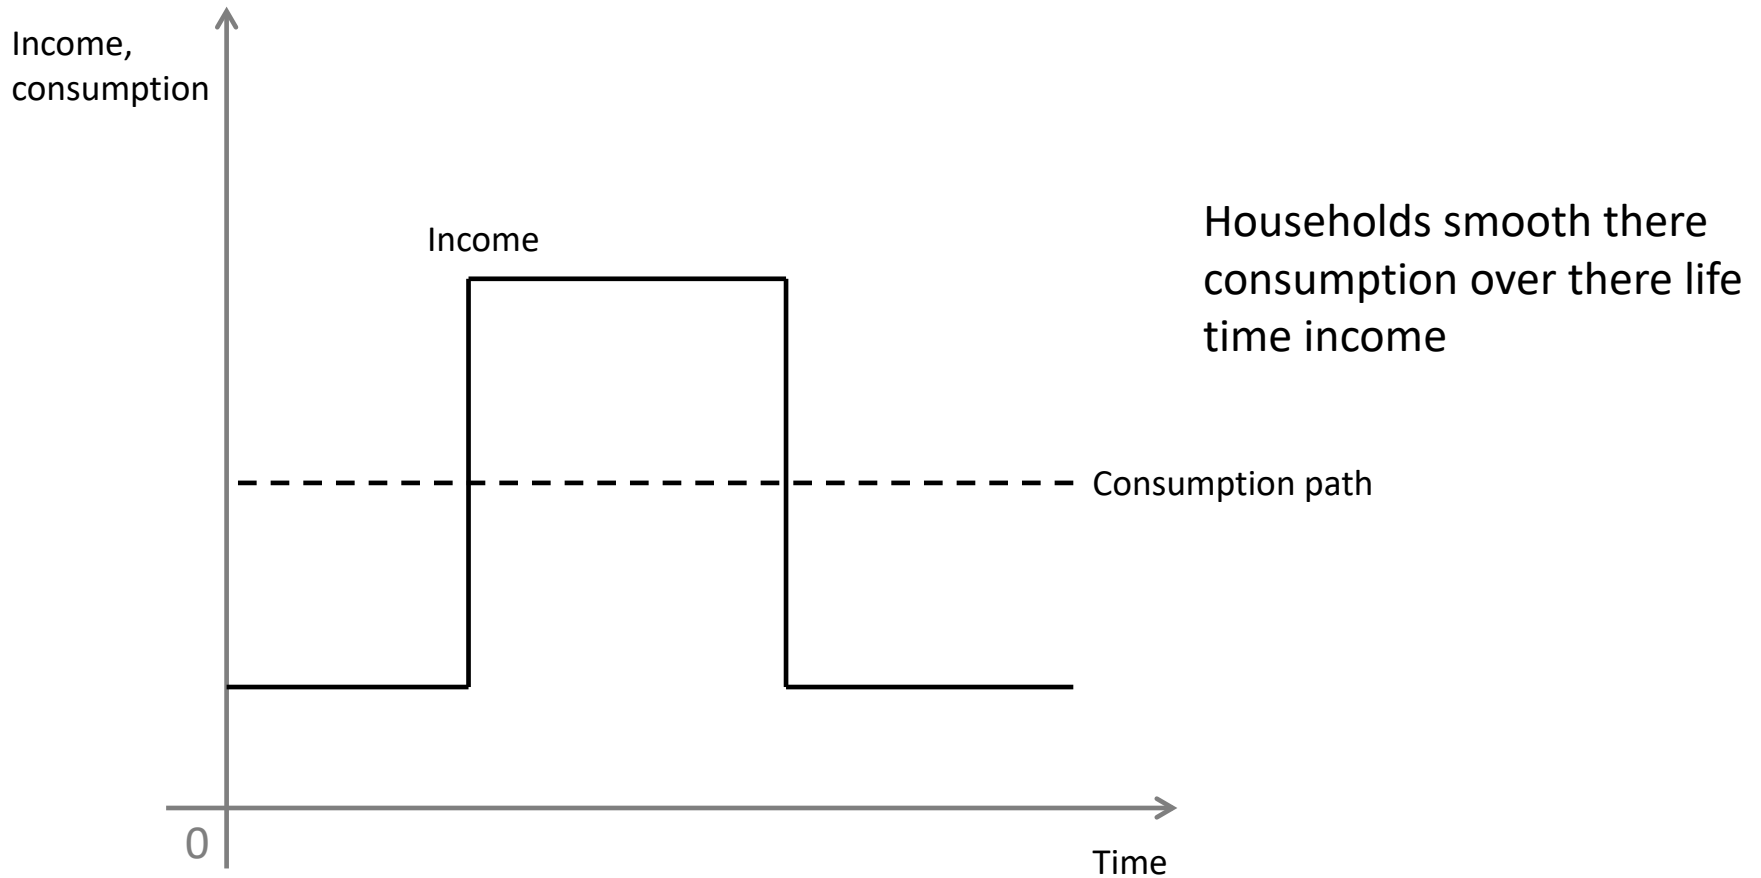 Income,
consumption
Income
Households smooth there
consumption over there life
time income
Consumption path
0
Time